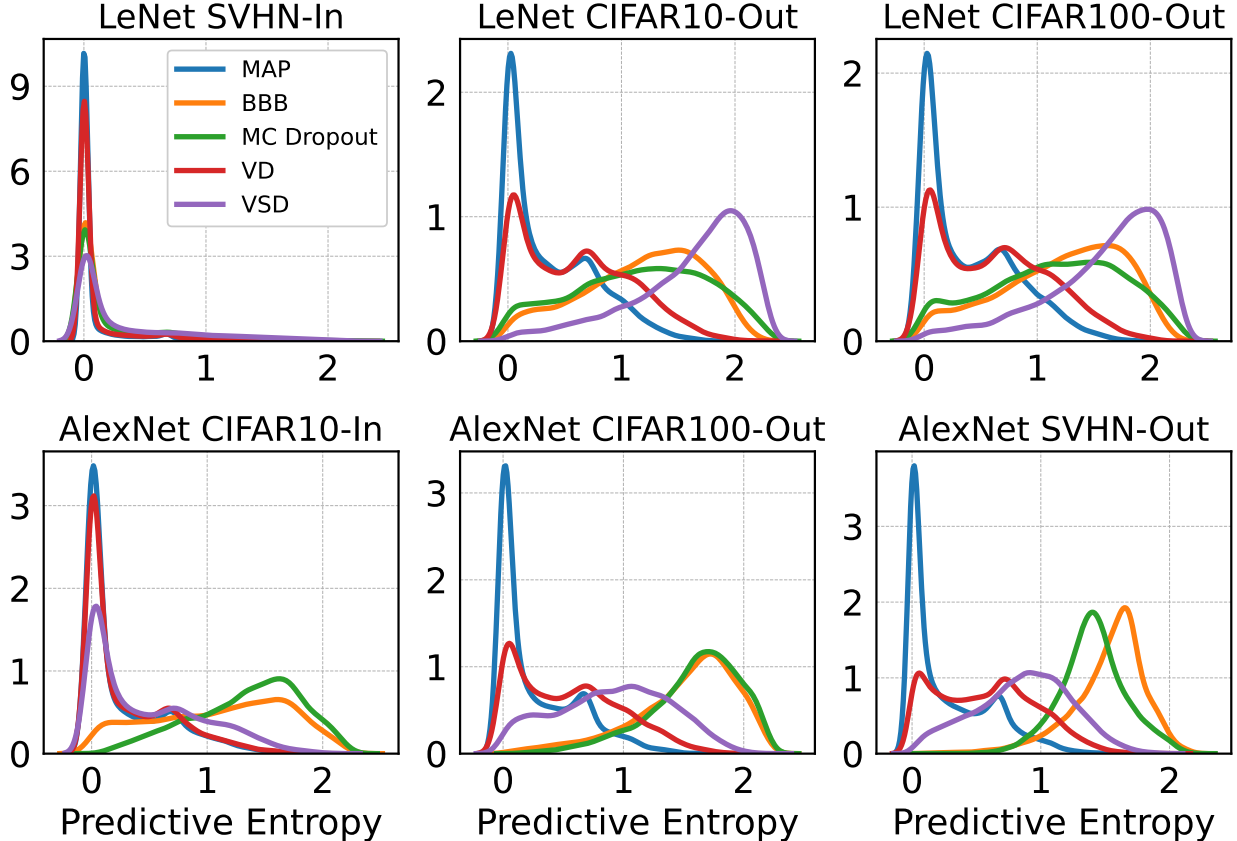 LeNet SVHN-In
LeNet CIFAR10-Out
LeNet CIFAR100-Out
MAP
BBB
MC Dropout
VD
VSD
9
6
3
0
0 1 2
2
1
0
0 1 2
2
1
0
0 1 2
AlexNet CIFAR10-In
AlexNet CIFAR100-Out
AlexNet SVHN-Out
3
2
1
0
0 1 2
Predictive Entropy
3
2
1
0
0 1 2
Predictive Entropy
3
2
1
0
0 1 2
Predictive Entropy